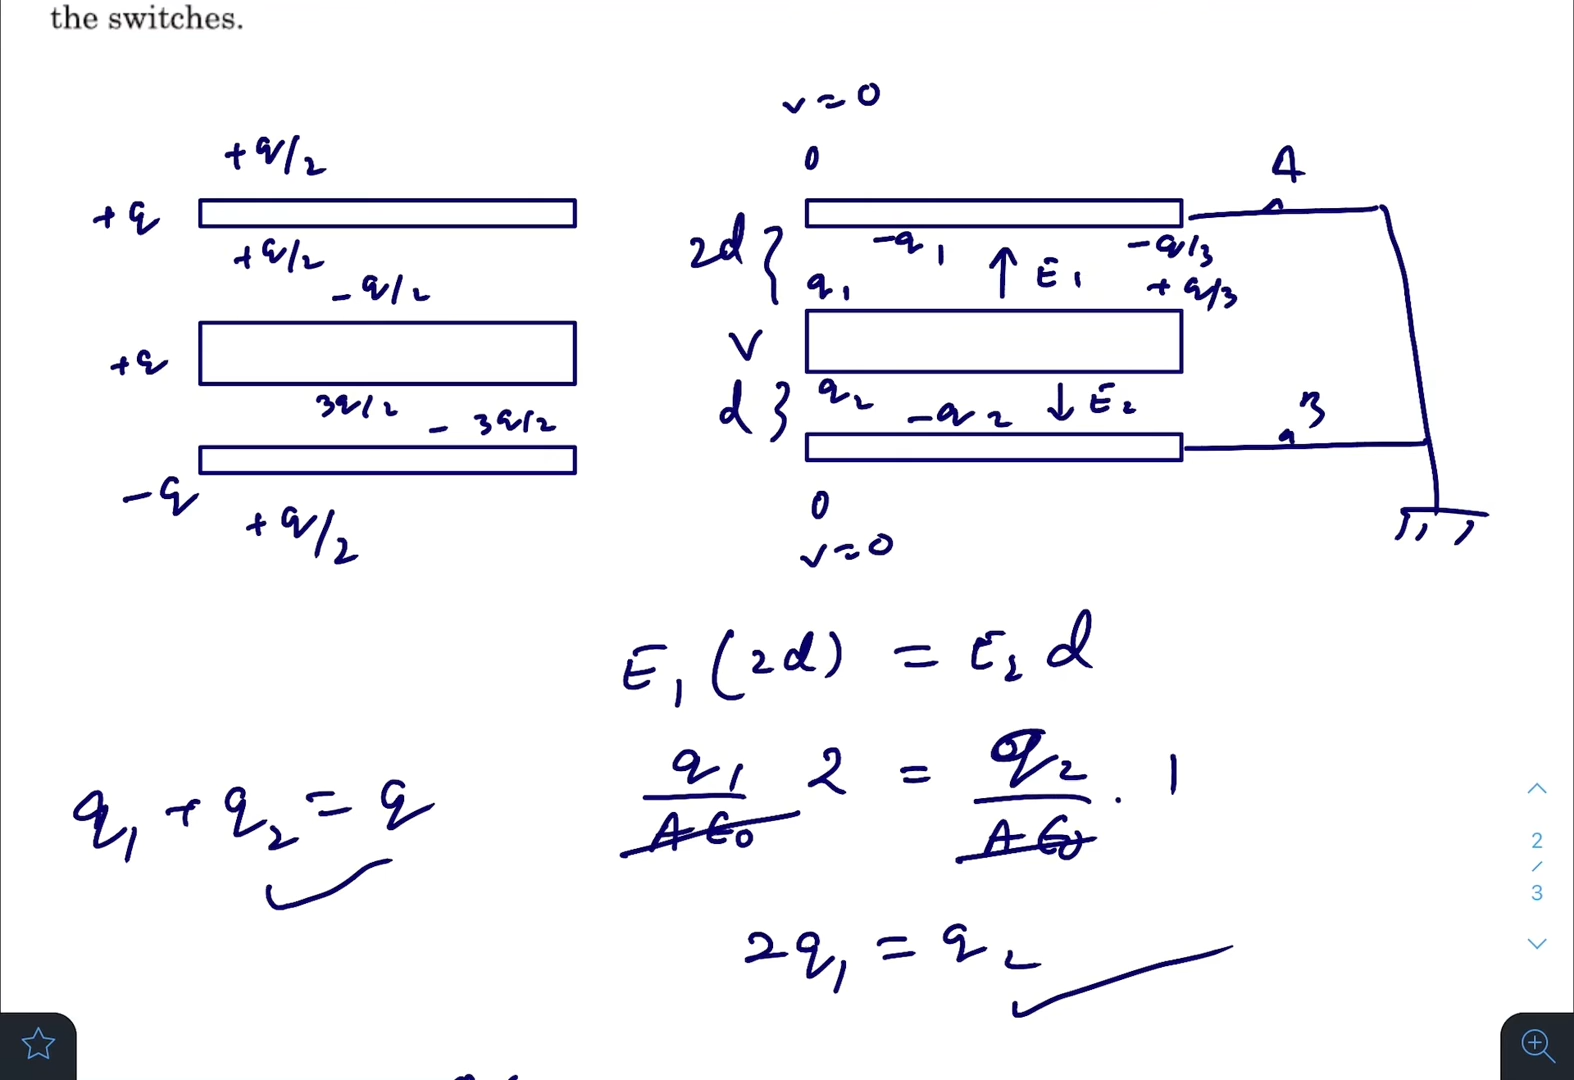 the switches.
v = 0
+q/2
0
A
+q
2d
+q/2
-q1
-q/3
-q/2
q1
↑ E1
+q/3
+q
V
3q/2
d
q2
-q2
↓ E2
B
- 3q/2
-q
+q/2
0
v = 0
E1 (2d) = E2 d
q1 + q2 = q
q1/Aϵ0 2 = q2/Aϵ0 . 1
2
/
3
2q1 = q2